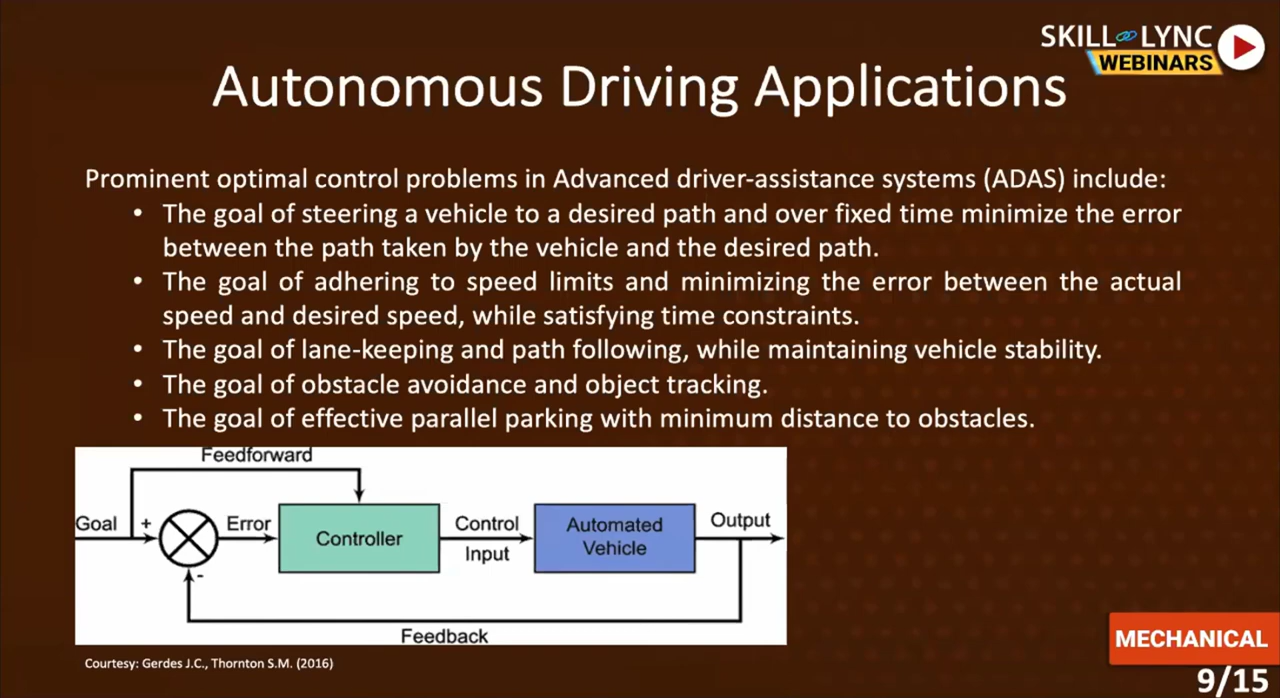 SKILL LYNC
WEBINARS
Autonomous Driving Applications
Prominent optimal control problems in Advanced driver-assistance systems (ADAS) include:
• The goal of steering a vehicle to a desired path and over fixed time minimize the error
between the path taken by the vehicle and the desired path.
• The goal of adhering to speed limits and minimizing the error between the actual
speed and desired speed, while satisfying time constraints.
• The goal of lane-keeping and path following, while maintaining vehicle stability.
• The goal of obstacle avoidance and object tracking.
• The goal of effective parallel parking with minimum distance to obstacles.
Feedforward
Goal + Error Controller Control Input Automated Vehicle Output
-
Feedback
Courtesy: Gerdes J.C., Thornton S.M. (2016)
MECHANICAL
9/15